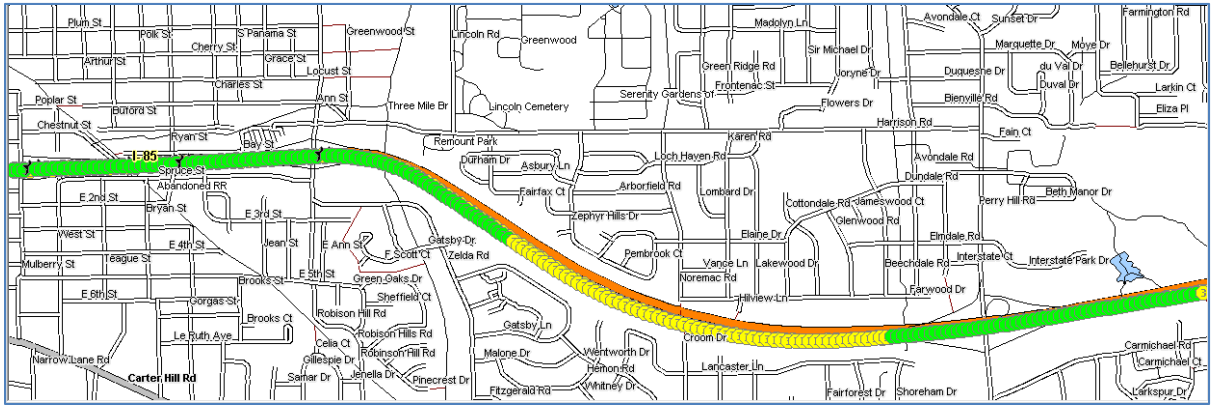 Plum St
Polk St
S Panama St
Greenwood St
Lincoln Rd
Greenwood
Madolyn Ln
Avondale Ct
Sunset Dr
Farmington Rd
Cherry St
Grace St
Arthur St
Locust St
Sir Michael Dr
Marquette Dr
Moye Dr
Green Ridge Rd
Joryne Dr
Duquesne Dr
du Val Dr
Bellehurst Dr
Charles St
Frontenac St
Duval Dr
Larkin Ct
Poplar St
Buford St
Ann St
Three Mile Br
Lincoln Cemetery
Serenity Gardens of
Flowers Dr
Bienville Rd
Eliza Pl
Chestnut St
Ryan St
Bay St
Remount Park
Karen Rd
Harrison Rd
Fain Ct
I-85
Durham Dr
Asbury Ln
Loch Haven Rd
Avondale Rd
Spruce St
Abandoned RR
Fairfax Ct
Arborfield Rd
Lombard Dr
Dundale Rd
Beth Manor Dr
E 2nd St
Bryan St
E 3rd St
Zephyr Hills Dr
Cottondale Rd
Jameswood Ct
Perry Hill Rd
Glenwood Rd
West St
E 4th St
Jean St
E Ann St
Gatsby Dr
Elaine Dr
Elmdale Rd
Teague St
F Scott Ct
Zelda Rd
Pembrook Ct
Vance Ln
Lakewood Dr
Beechdale Rd
Interstate Ct
Interstate Park Dr
Mulberry St
E 5th St
Brooks St
Green Oaks Dr
Noremac Rd
Farwood Dr
E 6th St
Gorgas St
Sheffield Ct
Hillview Ln
3
Brooks Ct
Robison Hill Rd
Gatsby Ln
Le Ruth Ave
Robison Hills Rd
Croom Dr
Celia Ct
Carmichael Rd
Narrow Lane Rd
Gillespie Dr
Robinson Hill Rd
Malone Dr
Wentworth Dr
Heron Rd
Lancaster Ln
Carmichael Ct
Carter Hill Rd
Samar Dr
Jenella Dr
Pinecrest Dr
Fitzgerald Rd
Whitney Dr
Fairforest Dr
Shoreham Dr
Larkspur Dr